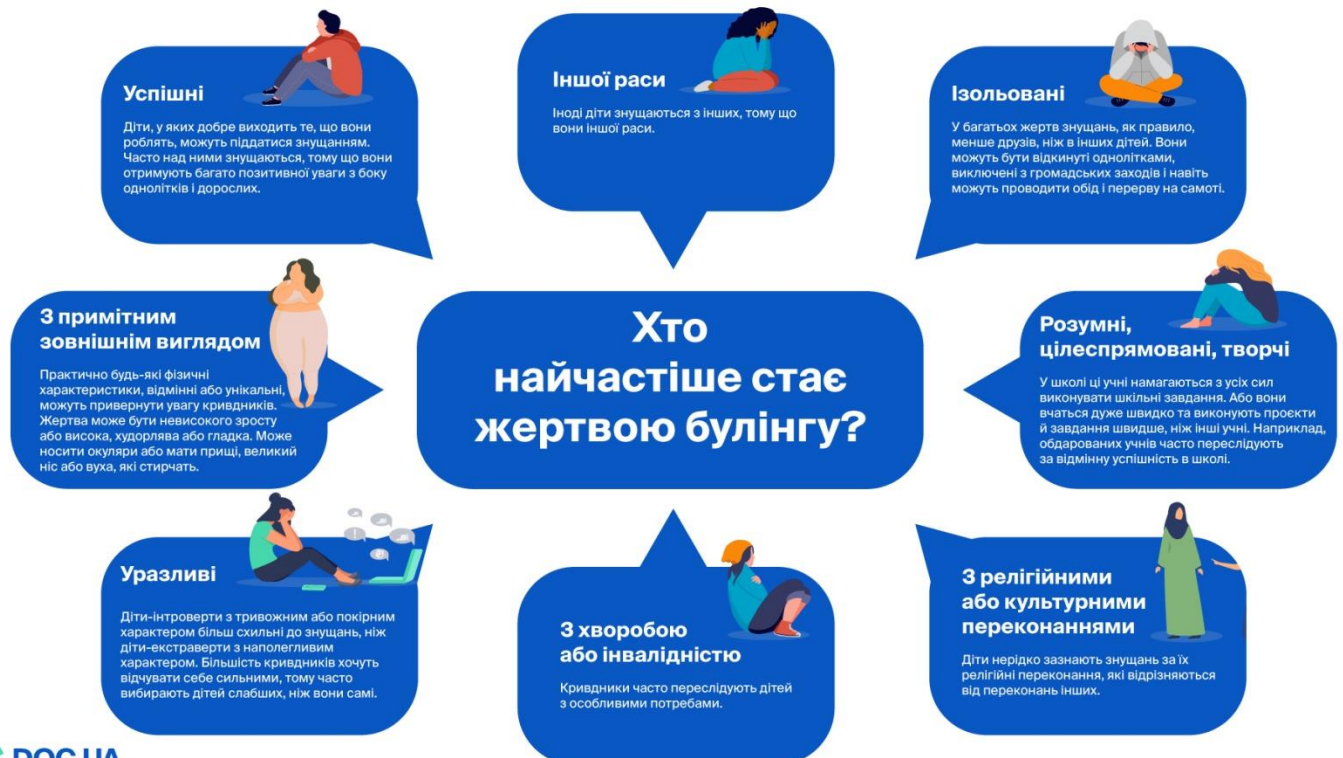 Успішні
Діти, у яких добре виходить те, що вони
роблять, можуть піддатися знущанням.
Часто над ними знущаються, тому що вони
отримують багато позитивної уваги з боку
однолітків і дорослих.
Іншої раси
Іноді діти знущаються з інших, тому що
вони іншої раси.
Ізольовані
У багатьох жертв знущань, як правило,
менше друзів, ніж в інших дітей. Вони
можуть бути відкинуті однолітками,
виключені з громадських заходів і навіть
можуть проводити обід і перерву на самоті.
З примітним
зовнішнім виглядом
Практично будь-які фізичні
характеристики, відмінні або унікальні,
можуть привернути увагу кривдників.
Жертва може бути невисокого зросту
або висока, худорлява або гладка. Може
носити окуляри або мати прищі, великий
ніс або вуха, які стирчать.
Хто
найчастіше стає
жертвою булінгу?
Розумні,
цілеспрямовані, творчі
У школі ці учні намагаються з усіх сил
виконувати шкільні завдання. Або вони
вчаться дуже швидко та виконують проєкти
й завдання швидше, ніж інші учні. Наприклад,
обдарованих учнів часто переслідують
за відмінну успішність в школі.
Уразливі
Діти-інтроверти з тривожним або покірним
характером більш схильні до знущань, ніж
діти-екстраверти з наполегливим
характером. Більшість кривдників хочуть
відчувати себе сильними, тому часто
вибирають дітей слабших, ніж вони самі.
З хворобою
або інвалідністю
Кривдники часто переслідують дітей
з особливими потребами.
З релігійними
або культурними
переконаннями
Діти нерідко зазнають знущань за їх
релігійні переконання, які відрізняються
від переконань інших.
DOC.UA